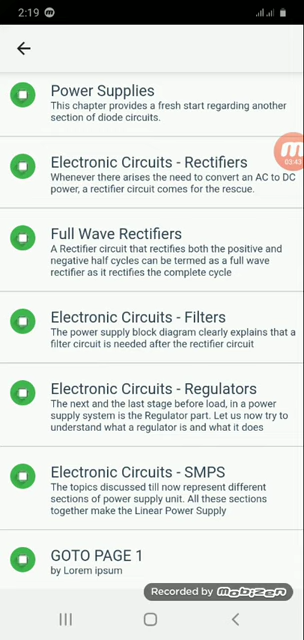 2:19
Power Supplies
This chapter provides a fresh start regarding another
section of diode circuits.
Electronic Circuits - Rectifiers
Whenever there arises the need to convert an AC to DC
power, a rectifier circuit comes for the rescue.
03:43
Full Wave Rectifiers
A Rectifier circuit that rectifies both the positive and
negative half cycles can be termed as a full wave
rectifier as it rectifies the complete cycle
Electronic Circuits - Filters
The power supply block diagram clearly explains that a
filter circuit is needed after the rectifier circuit
Electronic Circuits - Regulators
The next and the last stage before load, in a power
supply system is the Regulator part. Let us now try to
understand what a regulator is and what it does
Electronic Circuits - SMPS
The topics discussed till now represent different
sections of power supply unit. All these sections
together make the Linear Power Supply
GOTO PAGE 1
by Lorem ipsum
Recorded by mobizen